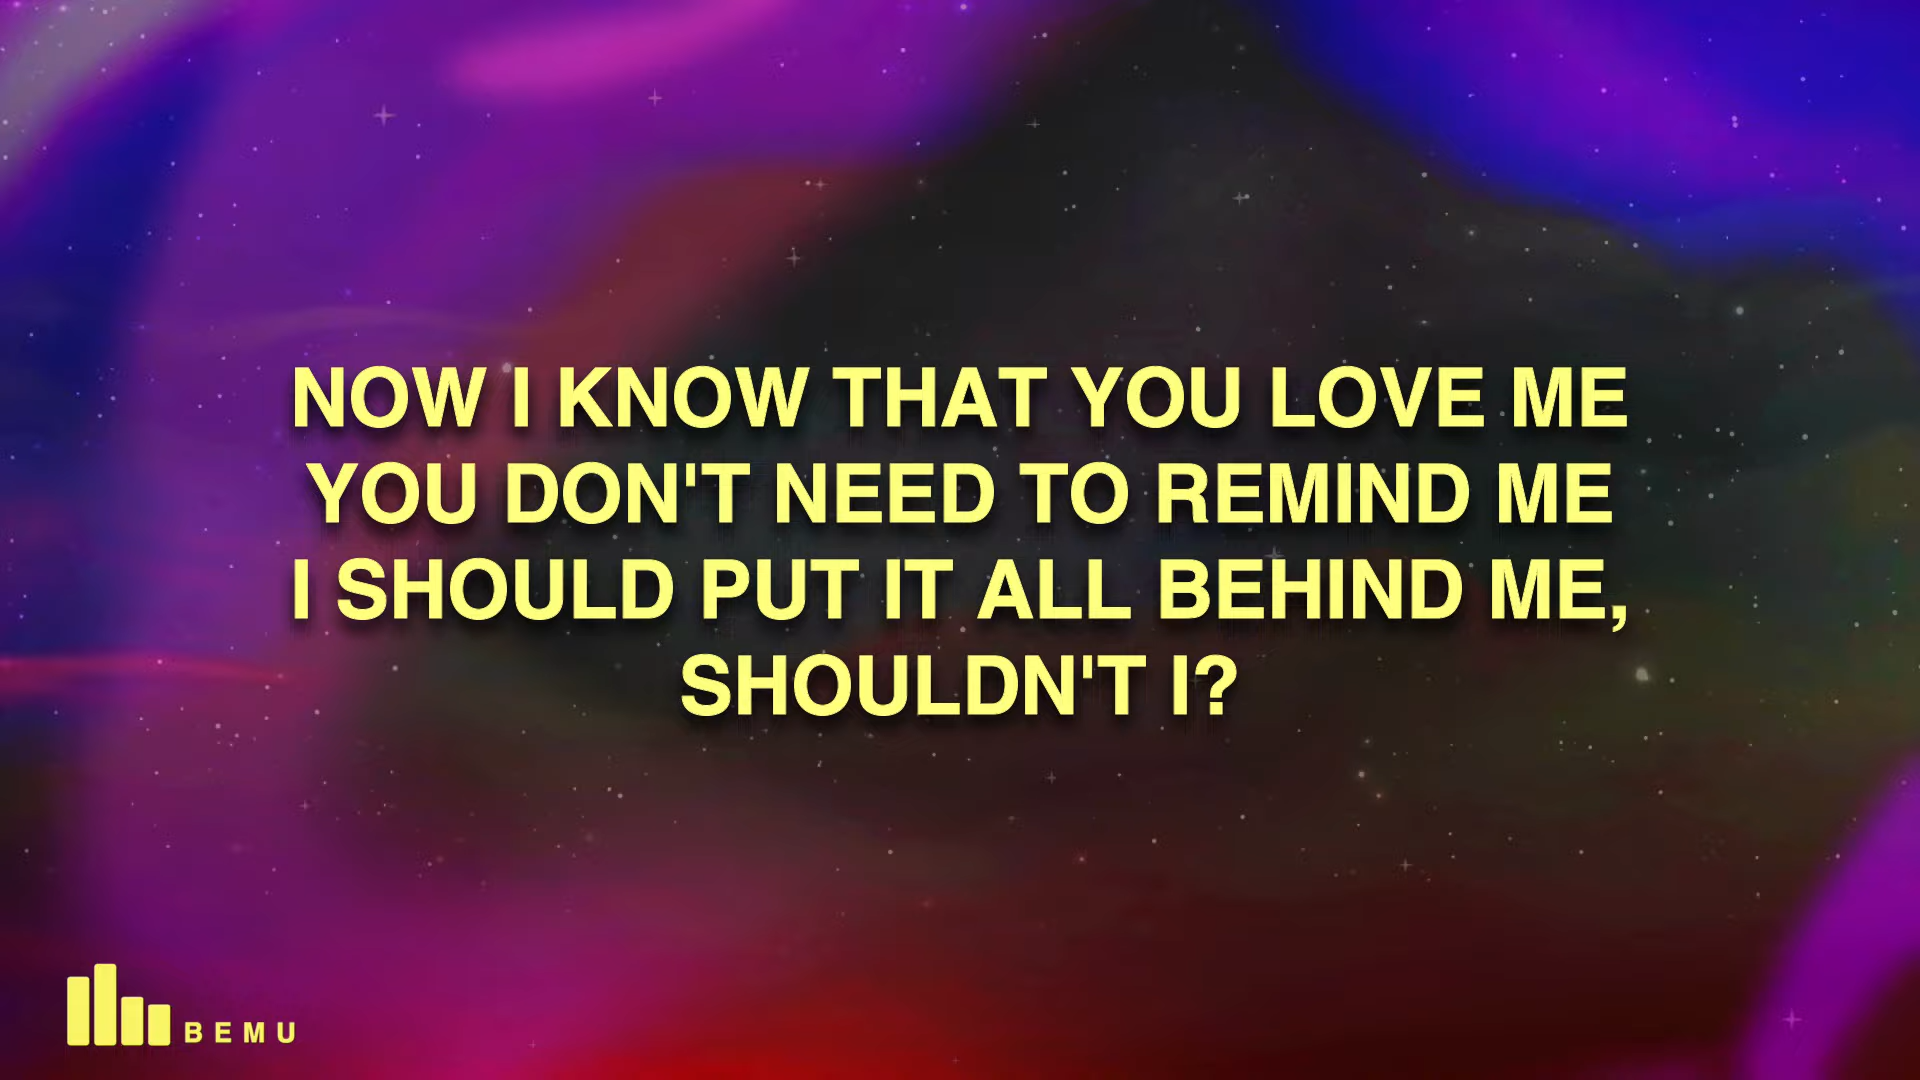 NOW I KNOW THAT YOU LOVE ME
YOU DON'T NEED TO REMIND ME
I SHOULD PUT IT ALL BEHIND ME,
SHOULDN'T I?
BEMU